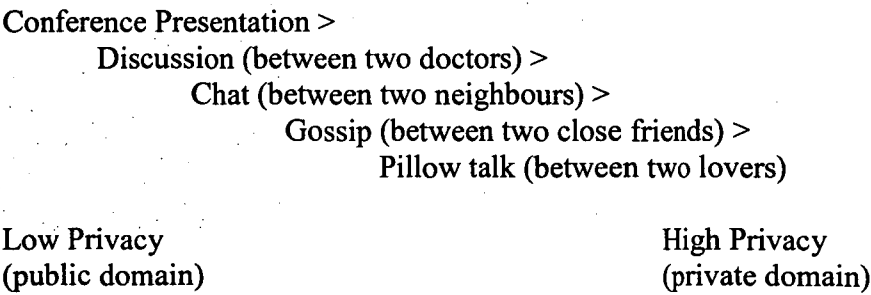 Conference Presentation >
Discussion (between two doctors) >
Chat (between two neighbours) >
Gossip (between two close friends) >
Pillow talk (between two lovers)
Low Privacy High Privacy
(public domain) (private domain)